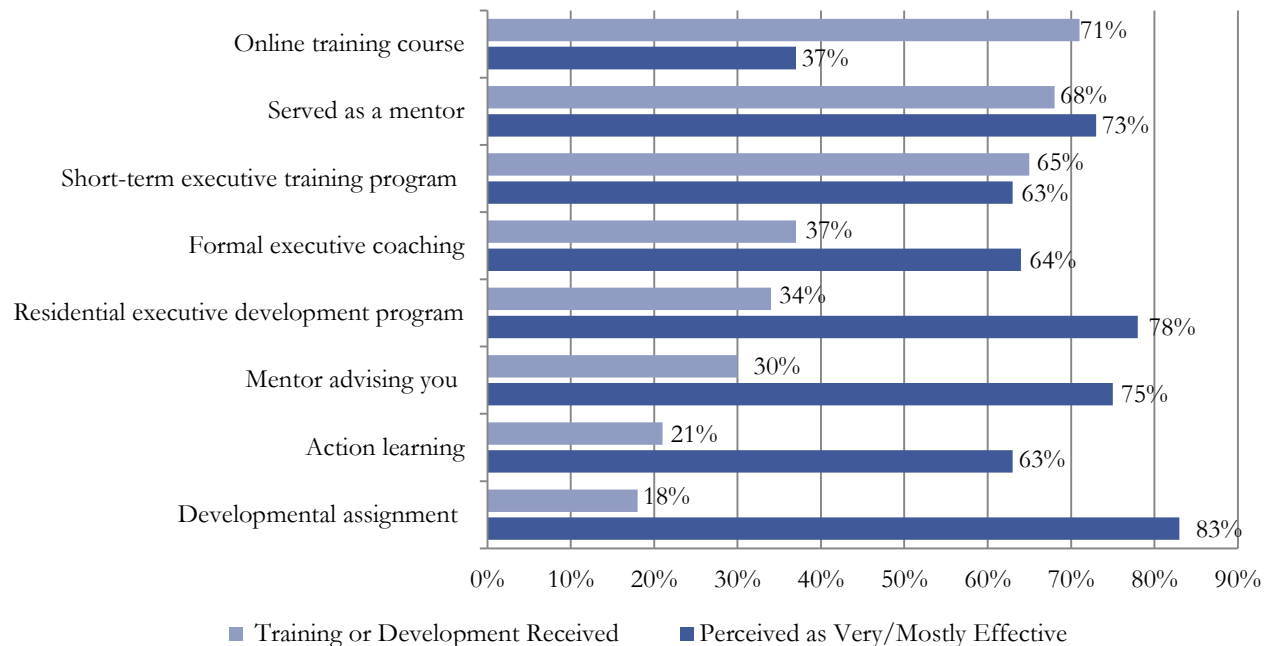 Online training course
71%
37%
Served as a mentor
68%
73%
Short-term executive training program
65%
63%
Formal executive coaching
37%
64%
Residential executive development program
34%
78%
Mentor advising you
30%
75%
Action learning
21%
63%
Developmental assignment
18%
83%
0% 10% 20% 30% 40% 50% 60% 70% 80% 90%
Training or Development Received Perceived as Very/Mostly Effective